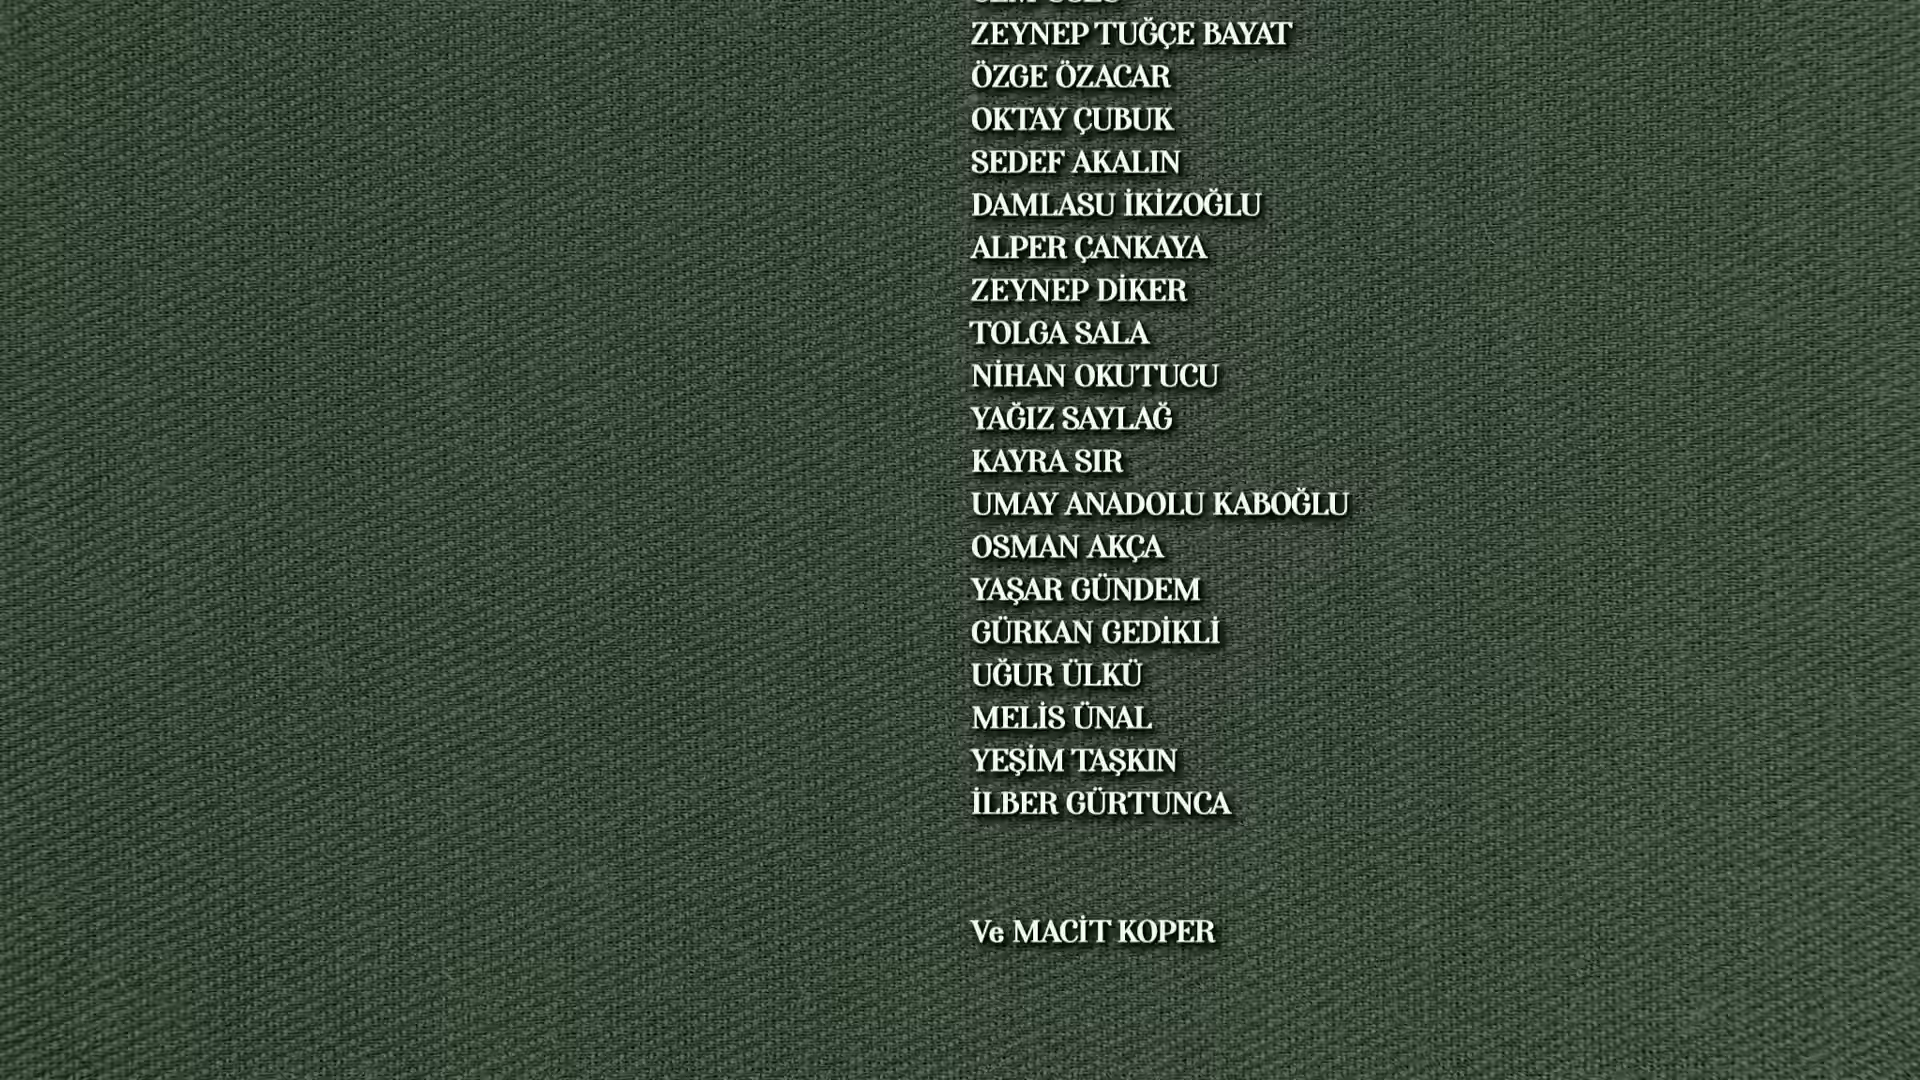 ZEYNEP TUĞÇE BAYAT
ÖZGE ÖZACAR
OKTAY ÇUBUK
SEDEF AKALIN
DAMLASU İKİZOĞLU
ALPER ÇANKAYA
ZEYNEP DİKER
TOLGA SALA
NİHAN OKUTUCU
YAĞIZ SAYLAĞ
KAYRA SIR
UMAY ANADOLU KABOĞLU
OSMAN AKÇA
YAŞAR GÜNDEM
GÜRKAN GEDİKLİ
UĞUR ÜLKÜ
MELİS ÜNAL
YEŞİM TAŞKIN
İLBER GÜRTUNCA
Ve MACİT KOPER